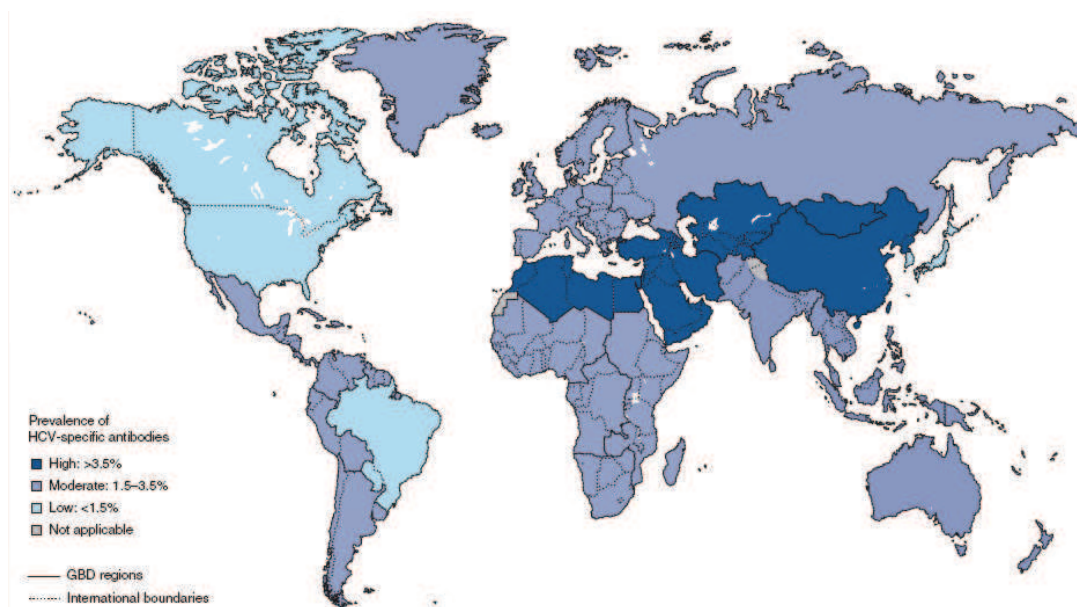 Prevalence of
HCV-specific antibodies
High: >3.5%
Moderate: 1.5–3.5%
Low: <1.5%
Not applicable
GBD regions
International boundaries